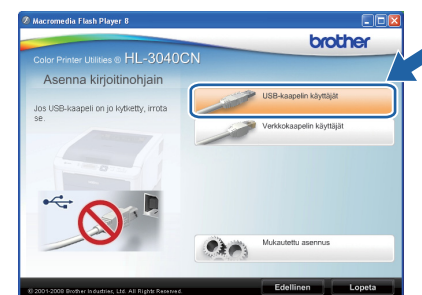 Macromedia Flash Player 8
brother
Color Printer Utilities ® HL-3040CN
Asenna kirjoitinohjain
Jos USB-kaapeli on jo kytketty, irrota
se.
USB-kaapelin käyttäjät
Verkkokaapelin käyttäjät
Mukautettu asennus
© 2001-2009 Brother Industries, Ltd. All Rights Reserved.
Edellinen
Lopeta